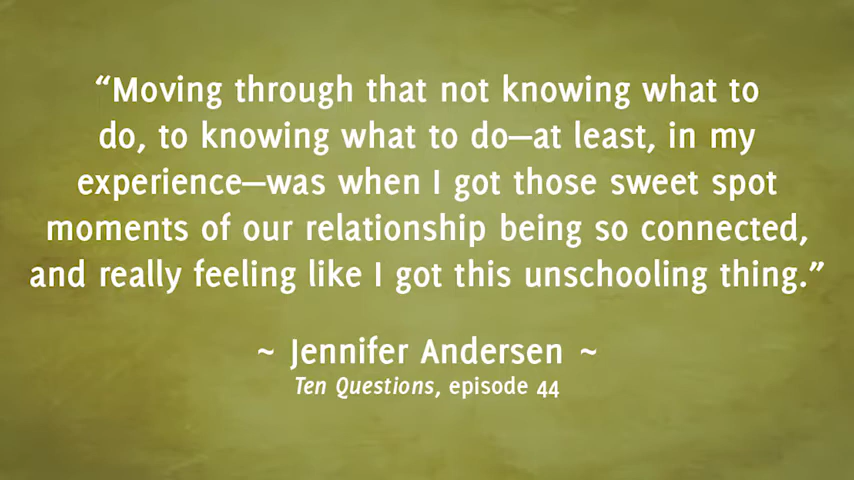 “Moving through that not knowing what to
do, to knowing what to do—at least, in my
experience—was when I got those sweet spot
moments of our relationship being so connected,
and really feeling like I got this unschooling thing.”
~ Jennifer Andersen ~
Ten Questions, episode 44